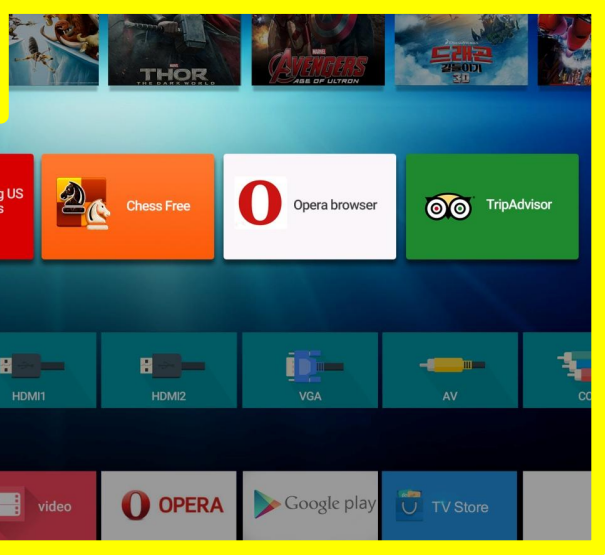 THOR
THE DARK WORLD
MARVEL
AVENGERS
AGE OF ULTRON
드래곤
길들이기
3D
g US
s
Chess Free
Opera browser
TripAdvisor
HDMI1
HDMI2
VGA
AV
CO
video
OPERA
Google play
TV Store